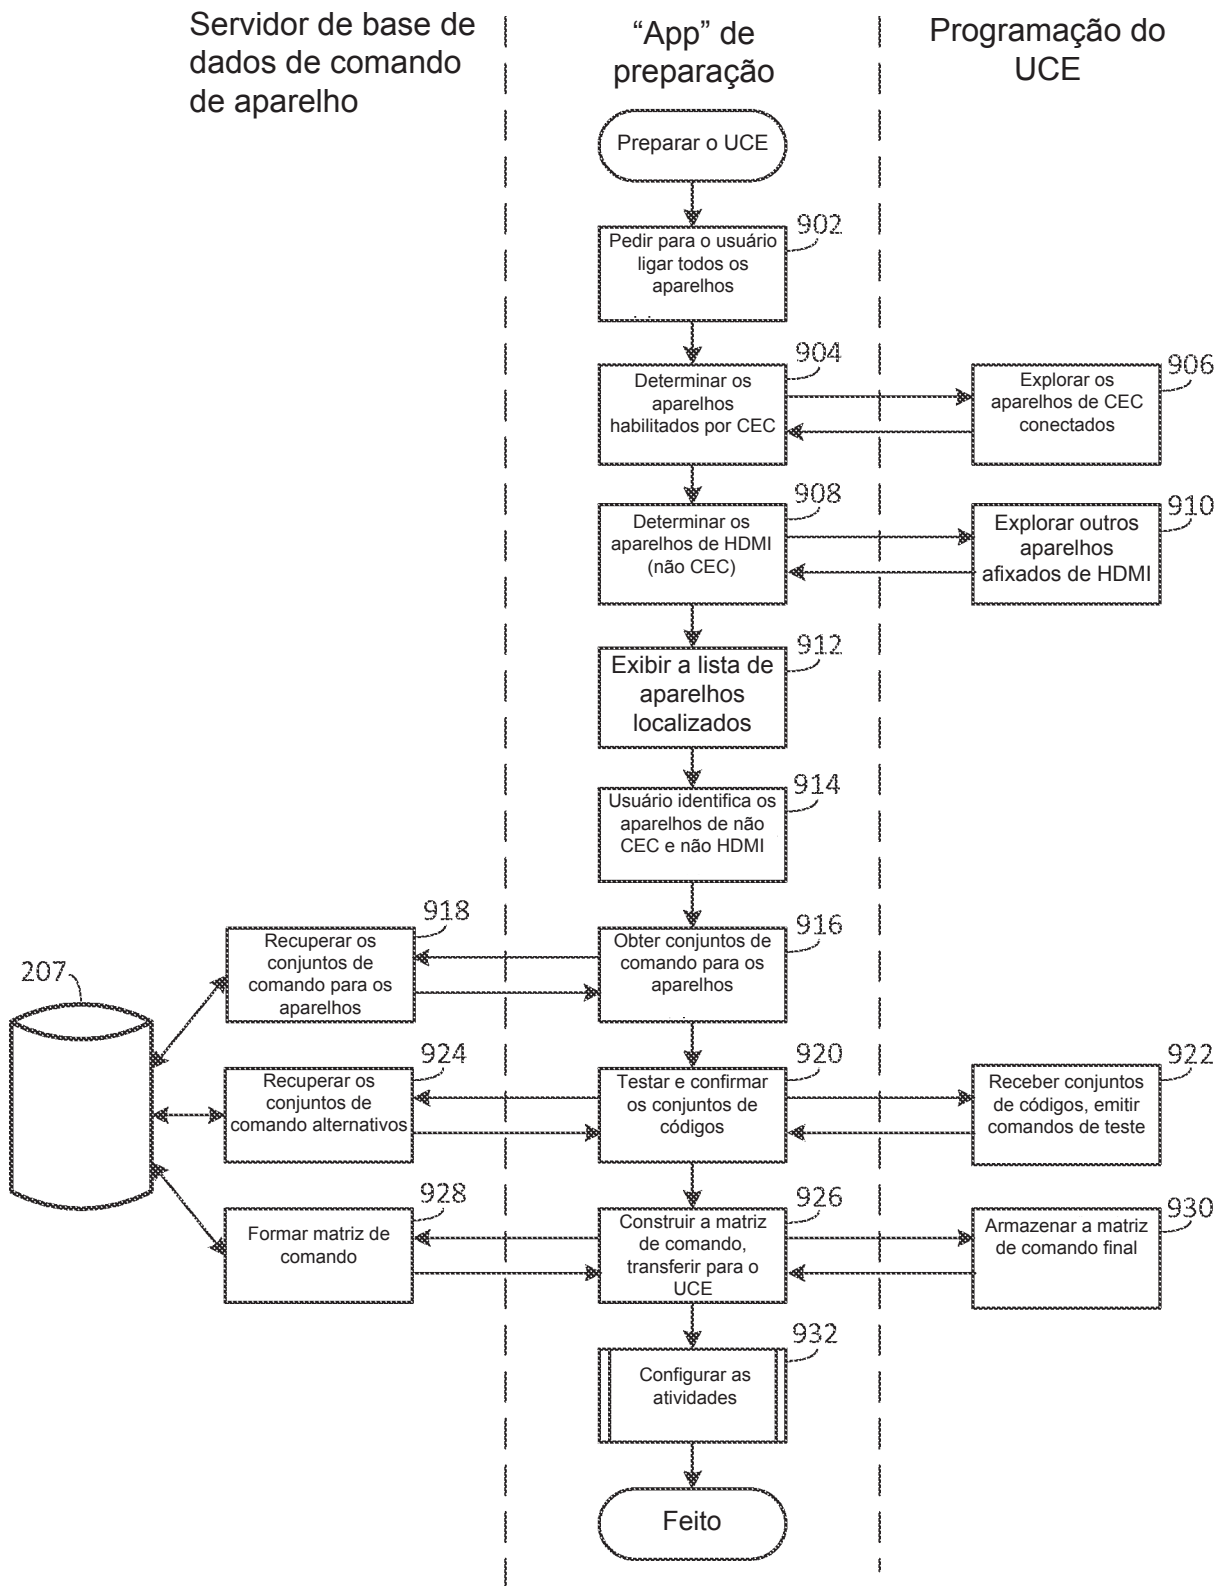 Servidor de base de
dados de comando
de aparelho
“App” de
preparação
Programação do
UCE
Preparar o UCE
902
Pedir para o usuário
ligar todos os
aparelhos
904
Determinar os
aparelhos
habilitados por CEC
906
Explorar os
aparelhos de CEC
conectados
908
Determinar os
aparelhos de HDMI
(não CEC)
910
Explorar outros
aparelhos
afixados de HDMI
912
Exibir a lista de
aparelhos
localizados
914
Usuário identifica os
aparelhos de não
CEC e não HDMI
918
Recuperar os
conjuntos de
comando para os
aparelhos
916
Obter conjuntos de
comando para os
aparelhos
207
924
Recuperar os
conjuntos de
comando alternativos
920
Testar e confirmar
os conjuntos de
códigos
922
Receber conjuntos
de códigos, emitir
comandos de teste
928
Formar matriz de
comando
926
Construir a matriz
de comando,
transferir para o
UCE
930
Armazenar a matriz
de comando final
932
Configurar as
atividades
Feito